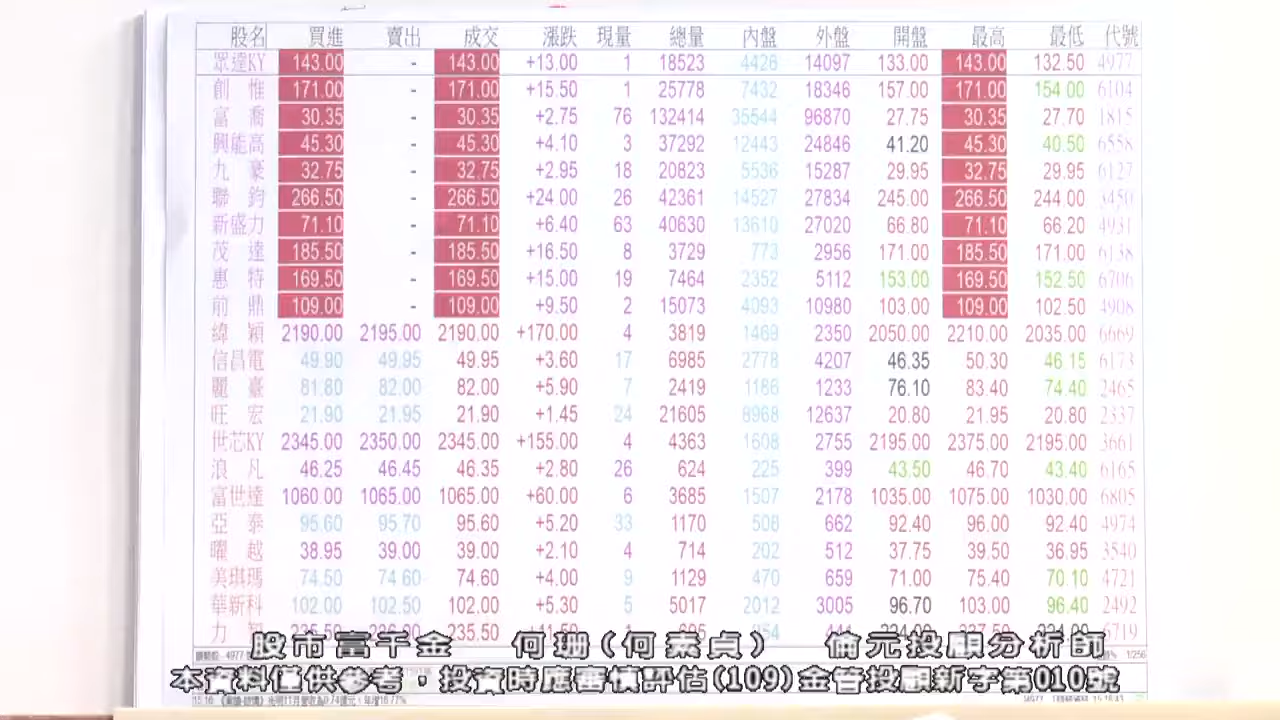 股名 買進 賣出 成交 漲跌 現量 總量 內盤 外盤 開盤 最高 最低 代號
眾達KY 143.00 - 143.00 +13.00 1 18523 4426 14097 133.00 143.00 132.50 4977
創惟 171.00 - 171.00 +15.50 1 25778 7432 18346 157.00 171.00 154.00 6104
富喬 30.35 - 30.35 +2.75 76 132414 35544 96870 27.75 30.35 27.70 1815
興能高 45.30 - 45.30 +4.10 3 37292 12443 24846 41.20 45.30 40.50 6558
九豪 32.75 - 32.75 +2.95 18 20823 5536 15287 29.95 32.75 29.95 6127
聯鈞 266.50 - 266.50 +24.00 26 42361 14527 27834 245.00 266.50 244.00 3450
新盛力 71.10 - 71.10 +6.40 63 40630 13610 27020 66.80 71.10 66.20 4931
茂達 185.50 - 185.50 +16.50 8 3729 773 2956 171.00 185.50 171.00 6138
惠特 169.50 - 169.50 +15.00 19 7464 2352 5112 153.00 169.50 152.50 6706
前鼎 109.00 - 109.00 +9.50 2 15073 4093 10980 103.00 109.00 102.50 4908
緯穎 2190.00 2195.00 2190.00 +170.00 4 3819 1469 2350 2050.00 2210.00 2035.00 6669
信昌電 49.90 49.95 49.95 +3.60 17 6985 2778 4207 46.35 50.30 46.15 6173
麗臺 81.80 82.00 82.00 +5.90 7 2419 1186 1233 76.10 83.40 74.40 2465
旺宏 21.90 21.95 21.90 +1.45 24 21605 8968 12637 20.80 21.95 20.80 2337
世芯KY 2345.00 2350.00 2345.00 +155.00 4 4363 1608 2755 2195.00 2375.00 2195.00 3661
浪凡 46.25 46.45 46.35 +2.80 26 624 225 399 43.50 46.70 43.40 6165
富世達 1060.00 1065.00 1065.00 +60.00 6 3685 1507 2178 1035.00 1075.00 1030.00 6805
亞泰 95.60 95.70 95.60 +5.20 33 1170 508 662 92.40 96.00 92.40 4974
曜越 38.95 39.00 39.00 +2.10 4 714 202 512 37.75 39.50 36.95 3540
美琪瑪 74.50 74.60 74.60 +4.00 9 1129 470 659 71.00 75.40 70.10 4721
華新科 102.00 102.50 102.00 +5.30 5 5017 2012 3005 96.70 103.00 96.40 2492
力 235.50 6719
股市富千金 何珊(何素貞) 倫元投顧分析師
1/256
本資料僅供參考，投資時應審慎評估(109)金管投顧新字第010號